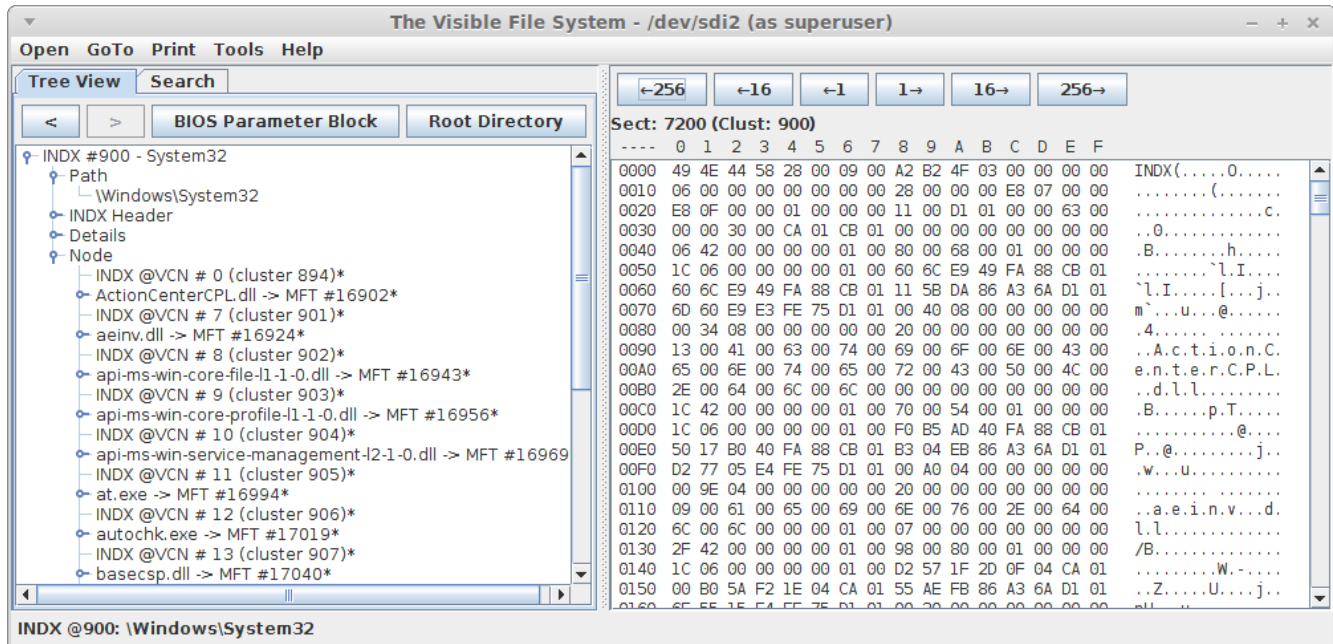 The Visible File System - /dev/sdi2 (as superuser)
Open GoTo Print Tools Help
Tree View Search
< > BIOS Parameter Block Root Directory
INDX #900 - System32
Path
\Windows\System32
INDX Header
Details
Node
INDX @VCN # 0 (cluster 894)*
ActionCenterCPL.dll -> MFT #16902*
INDX @VCN # 7 (cluster 901)*
aeinv.dll -> MFT #16924*
INDX @VCN # 8 (cluster 902)*
api-ms-win-core-file-l1-1-0.dll -> MFT #16943*
INDX @VCN # 9 (cluster 903)*
api-ms-win-core-profile-l1-1-0.dll -> MFT #16956*
INDX @VCN # 10 (cluster 904)*
api-ms-win-service-management-l2-1-0.dll -> MFT #16969
INDX @VCN # 11 (cluster 905)*
at.exe -> MFT #16994*
INDX @VCN # 12 (cluster 906)*
autochk.exe -> MFT #17019*
INDX @VCN # 13 (cluster 907)*
basecsp.dll -> MFT #17040*
←256 ←16 ←1 1→ 16→ 256→
Sect: 7200 (Clust: 900)
---- 0 1 2 3 4 5 6 7 8 9 A B C D E F
0000 49 4E 44 58 28 00 09 00 A2 B2 4F 03 00 00 00 00 INDX(.....O.....
0010 06 00 00 00 00 00 00 00 28 00 00 00 E8 07 00 00 ........(.......
0020 E8 0F 00 00 01 00 00 00 11 00 D1 01 00 00 63 00 ..............c.
0030 00 00 30 00 CA 01 CB 01 00 00 00 00 00 00 00 00 ..0.............
0040 06 42 00 00 00 00 01 00 80 00 68 00 01 00 00 00 .B........h.....
0050 1C 06 00 00 00 00 01 00 60 6C E9 49 FA 88 CB 01 ........`l.I....
0060 60 6C E9 49 FA 88 CB 01 11 5B DA 86 A3 6A D1 01 `l.I.....[...j..
0070 6D 60 E9 E3 FE 75 D1 01 00 40 08 00 00 00 00 00 m`...u...@......
0080 00 34 08 00 00 00 00 00 20 00 00 00 00 00 00 00 .4...... .......
0090 13 00 41 00 63 00 74 00 69 00 6F 00 6E 00 43 00 ..A.c.t.i.o.n.C.
00A0 65 00 6E 00 74 00 65 00 72 00 43 00 50 00 4C 00 e.n.t.e.r.C.P.L.
00B0 2E 00 64 00 6C 00 6C 00 00 00 00 00 00 00 00 00 ..d.l.l.........
00C0 1C 42 00 00 00 00 01 00 70 00 54 00 01 00 00 00 .B......p.T.....
00D0 1C 06 00 00 00 00 01 00 F0 B5 AD 40 FA 88 CB 01 ...........@....
00E0 50 17 B0 40 FA 88 CB 01 B3 04 EB 86 A3 6A D1 01 P..@.........j..
00F0 D2 77 05 E4 FE 75 D1 01 00 A0 04 00 00 00 00 00 .w...u..........
0100 00 9E 04 00 00 00 00 00 20 00 00 00 00 00 00 00 ........ .......
0110 09 00 61 00 65 00 69 00 6E 00 76 00 2E 00 64 00 ..a.e.i.n.v...d.
0120 6C 00 6C 00 00 00 01 00 07 00 00 00 00 00 00 00 l.l.............
0130 2F 42 00 00 00 00 01 00 98 00 80 00 01 00 00 00 /B..............
0140 1C 06 00 00 00 00 01 00 D2 57 1F 2D 0F 04 CA 01 .........W.-....
0150 00 B0 5A F2 1E 04 CA 01 55 AE FB 86 A3 6A D1 01 ..Z.....U....j..
INDX @900: \Windows\System32